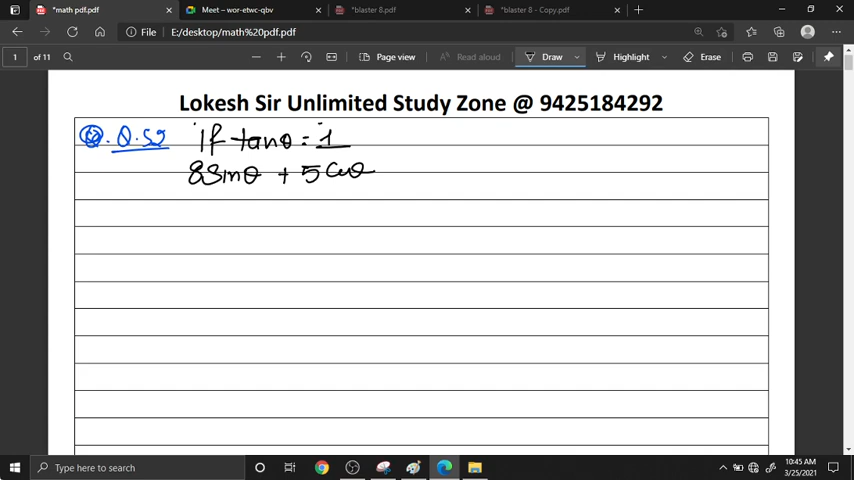 *math pdf.pdf
Meet – wor-etwc-qbv
*blaster 8.pdf
*blaster 8 - Copy.pdf
File
E:/desktop/math%20pdf.pdf
1 of 11
Page view
Read aloud
Draw
Highlight
Erase
Lokesh Sir Unlimited Study Zone @ 9425184292
Q.59 if tanθ = 1
8Sinθ + 5Cosθ
Type here to search
10:45 AM
3/25/2021